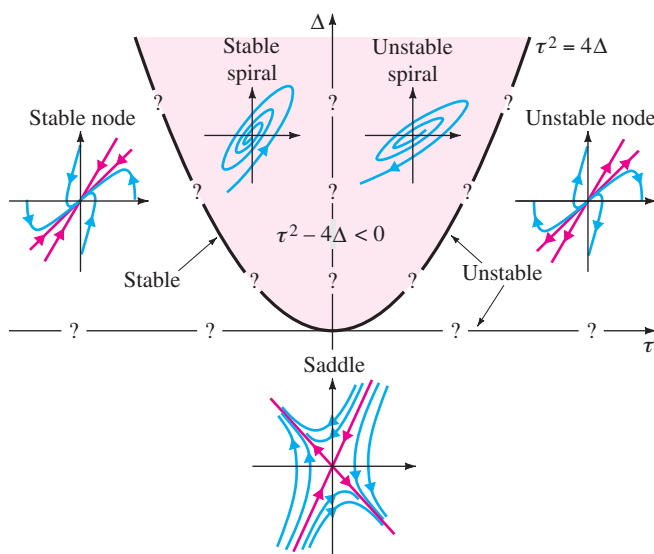 Δ
τ² = 4Δ
Stable
spiral
Unstable
spiral
? ? ?
Stable node
Unstable node
? ? ?
τ² – 4Δ < 0
Stable
Unstable
? ? ?
? ? ? ?
τ
Saddle